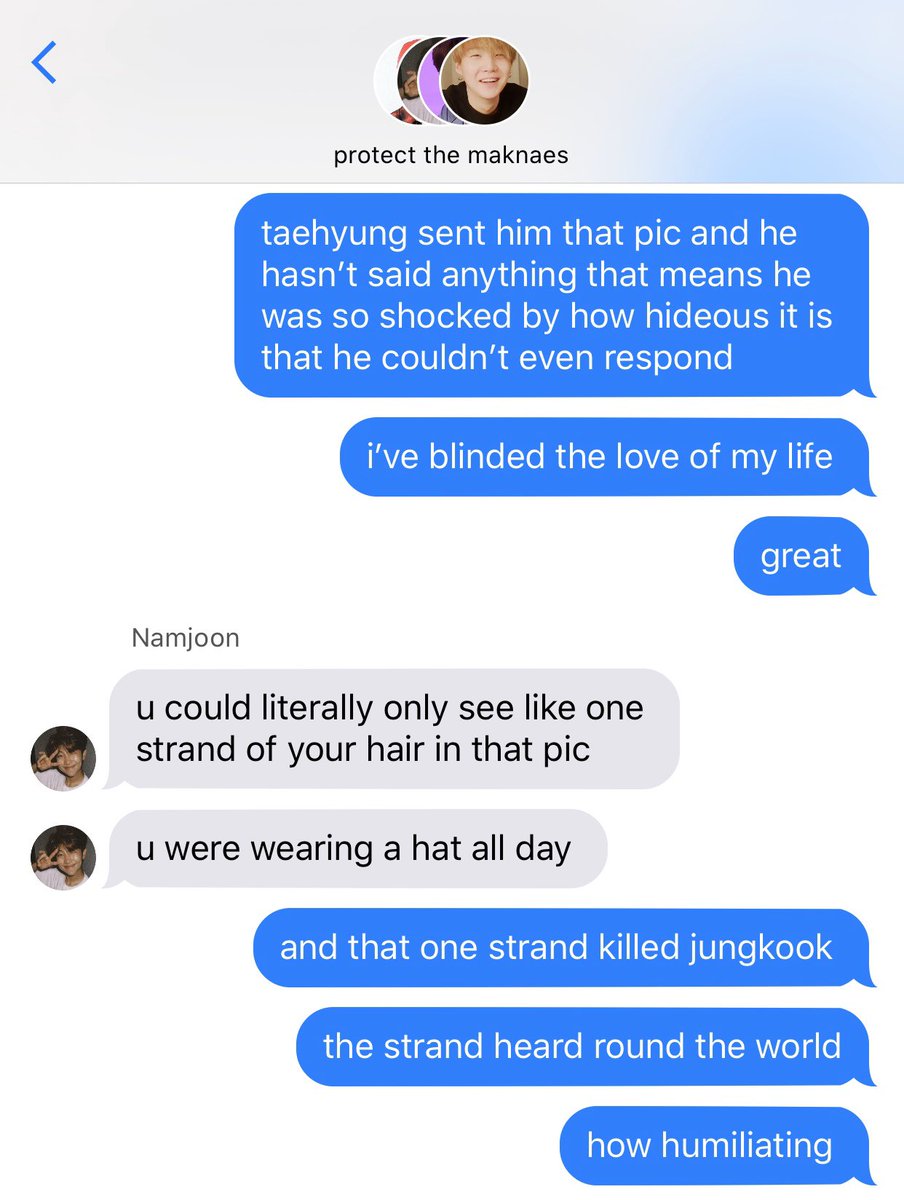 protect the maknaes
taehyung sent him that pic and he
hasn’t said anything that means he
was so shocked by how hideous it is
that he couldn’t even respond
i’ve blinded the love of my life
great
Namjoon
u could literally only see like one
strand of your hair in that pic
u were wearing a hat all day
and that one strand killed jungkook
the strand heard round the world
how humiliating